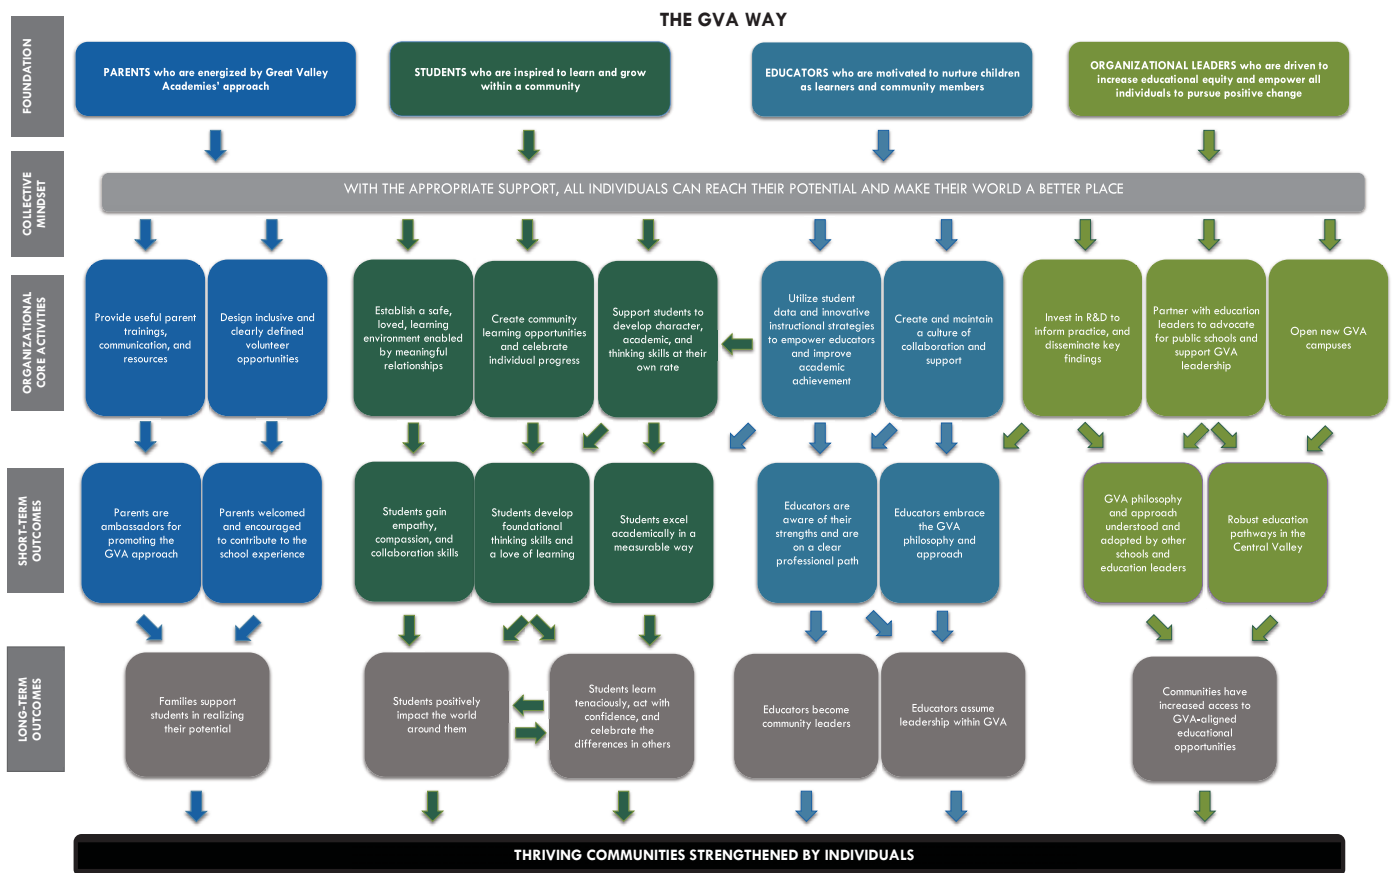 THE GVA WAY
FOUNDATION
PARENTS who are energized by Great Valley
Academies' approach
STUDENTS who are inspired to learn and grow
within a community
EDUCATORS who are motivated to nurture children
as learners and community members
ORGANIZATIONAL LEADERS who are driven to
increase educational equity and empower all
individuals to pursue positive change
COLLECTIVE
MINDSET
WITH THE APPROPRIATE SUPPORT, ALL INDIVIDUALS CAN REACH THEIR POTENTIAL AND MAKE THEIR WORLD A BETTER PLACE
ORGANIZATIONAL
CORE ACTIVITIES
Provide useful parent
trainings,
communication, and
resources
Design inclusive and
clearly defined
volunteer
opportunities
Establish a safe,
loved, learning
environment enabled
by meaningful
relationships
Create community
learning opportunities
and celebrate
individual progress
Support students to
develop character,
academic, and
thinking skills at their
own rate
Utilize student
data and innovative
instructional strategies
to empower educators
and improve
academic
achievement
Create and maintain
a culture of
collaboration and
support
Invest in R&D to
inform practice, and
disseminate key
findings
Partner with education
leaders to advocate
for public schools and
support GVA
leadership
Open new GVA
campuses
SHORT-TERM
OUTCOMES
Parents are
ambassadors for
promoting the
GVA approach
Parents welcomed
and encouraged
to contribute to the
school experience
Students gain
empathy,
compassion, and
collaboration skills
Students develop
foundational
thinking skills and
a love of learning
Students excel
academically in a
measurable way
Educators are
aware of their
strengths and are
on a clear
professional path
Educators embrace
the GVA
philosophy and
approach
GVA philosophy
and approach
understood and
adopted by other
schools and
education leaders
Robust education
pathways in the
Central Valley
LONG-TERM
OUTCOMES
Families support
students in realizing
their potential
Students positively
impact the world
around them
Students learn
tenaciously, act with
confidence, and
celebrate the
differences in others
Educators become
community leaders
Educators assume
leadership within GVA
Communities have
increased access to
GVA-aligned
educational
opportunities
THRIVING COMMUNITIES STRENGTHENED BY INDIVIDUALS